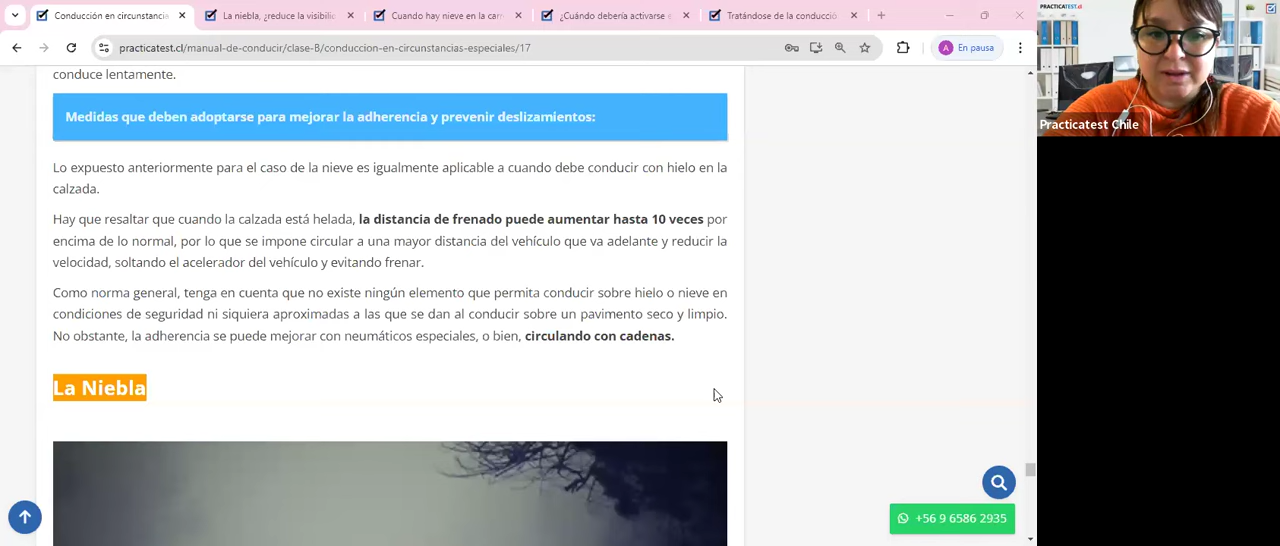 Conducción en circunstancia
La niebla, ¿reduce la visibilid
Cuando hay nieve en la carre
¿Cuándo debería activarse e
Tratándose de la conducció
practicatest.cl/manual-de-conducir/clase-B/conduccion-en-circunstancias-especiales/17
A
En pausa
conduce lentamente.
Medidas que deben adoptarse para mejorar la adherencia y prevenir deslizamientos:
Lo expuesto anteriormente para el caso de la nieve es igualmente aplicable a cuando debe conducir con hielo en la
calzada.
Hay que resaltar que cuando la calzada está helada, la distancia de frenado puede aumentar hasta 10 veces por
encima de lo normal, por lo que se impone circular a una mayor distancia del vehículo que va adelante y reducir la
velocidad, soltando el acelerador del vehículo y evitando frenar.
Como norma general, tenga en cuenta que no existe ningún elemento que permita conducir sobre hielo o nieve en
condiciones de seguridad ni siquiera aproximadas a las que se dan al conducir sobre un pavimento seco y limpio.
No obstante, la adherencia se puede mejorar con neumáticos especiales, o bien, circulando con cadenas.
La Niebla
+56 9 6586 2935
PRACTICATEST.cl
Practicatest Chile